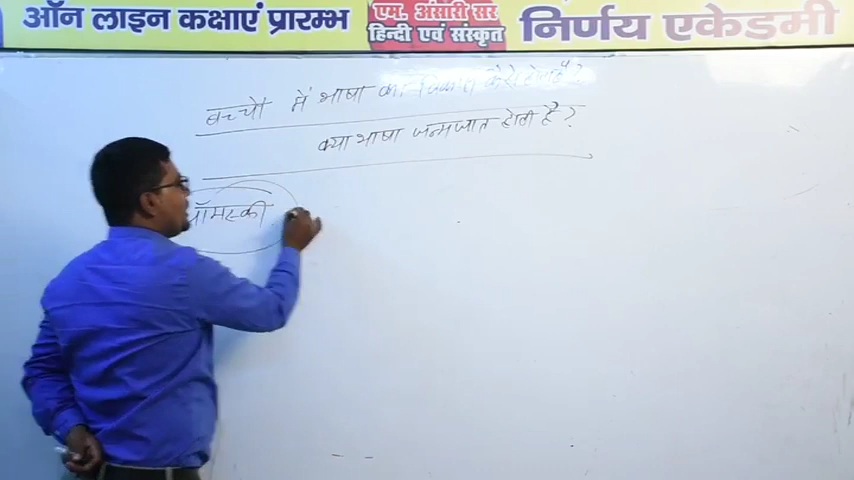 ऑन लाइन कक्षाएं प्रारम्भ
एम. अंसारी सर
हिन्दी एवं संस्कृत
निर्णय एकेडमी
बच्चों में भाषा का विकास कैसे होता है?
क्या भाषा जन्मजात होती है?
चॉमस्की